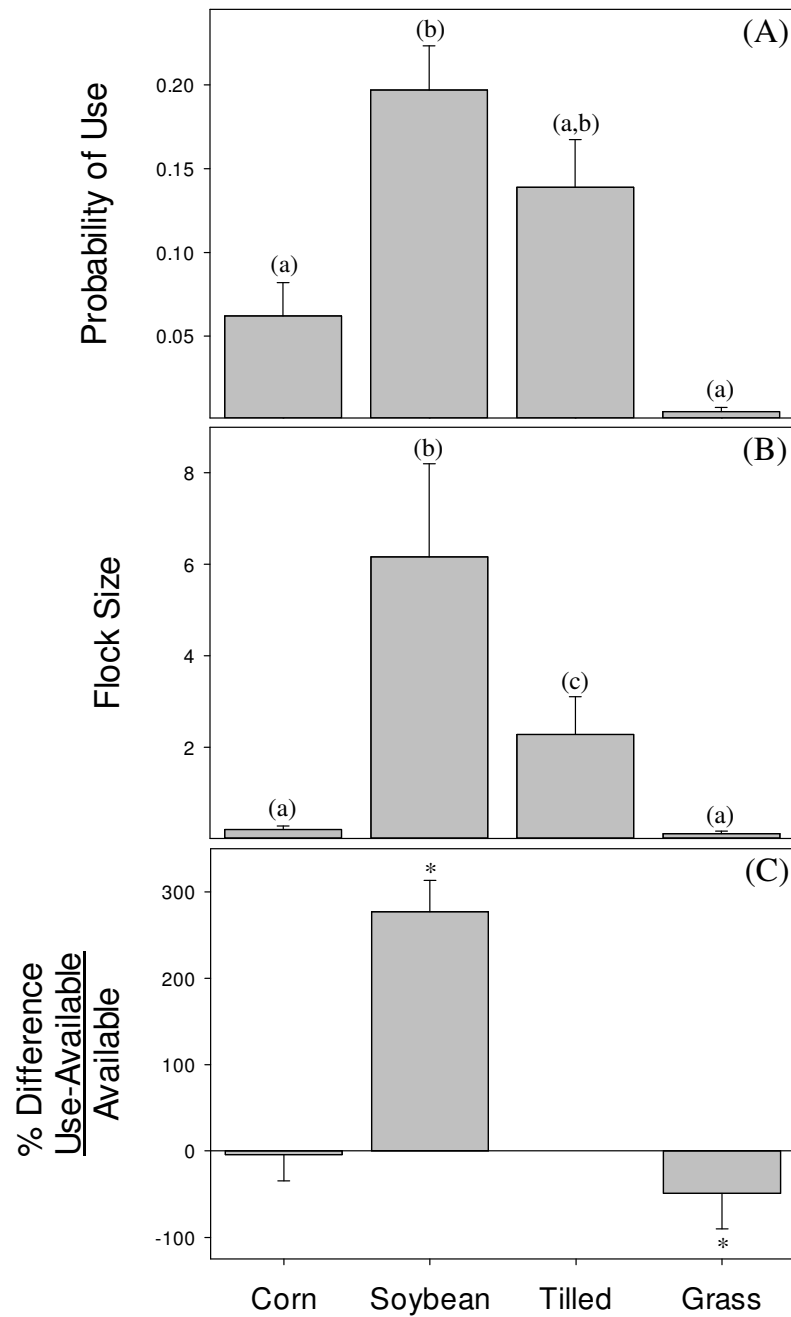 (A)
Probability of Use
0.20
0.15
0.10
0.05
(a)
(b)
(a,b)
(a)
(B)
Flock Size
8
6
4
2
(a)
(b)
(c)
(a)
(C)
% Difference
Use-Available
Available
300
200
100
0
-100
*
*
Corn Soybean Tilled Grass